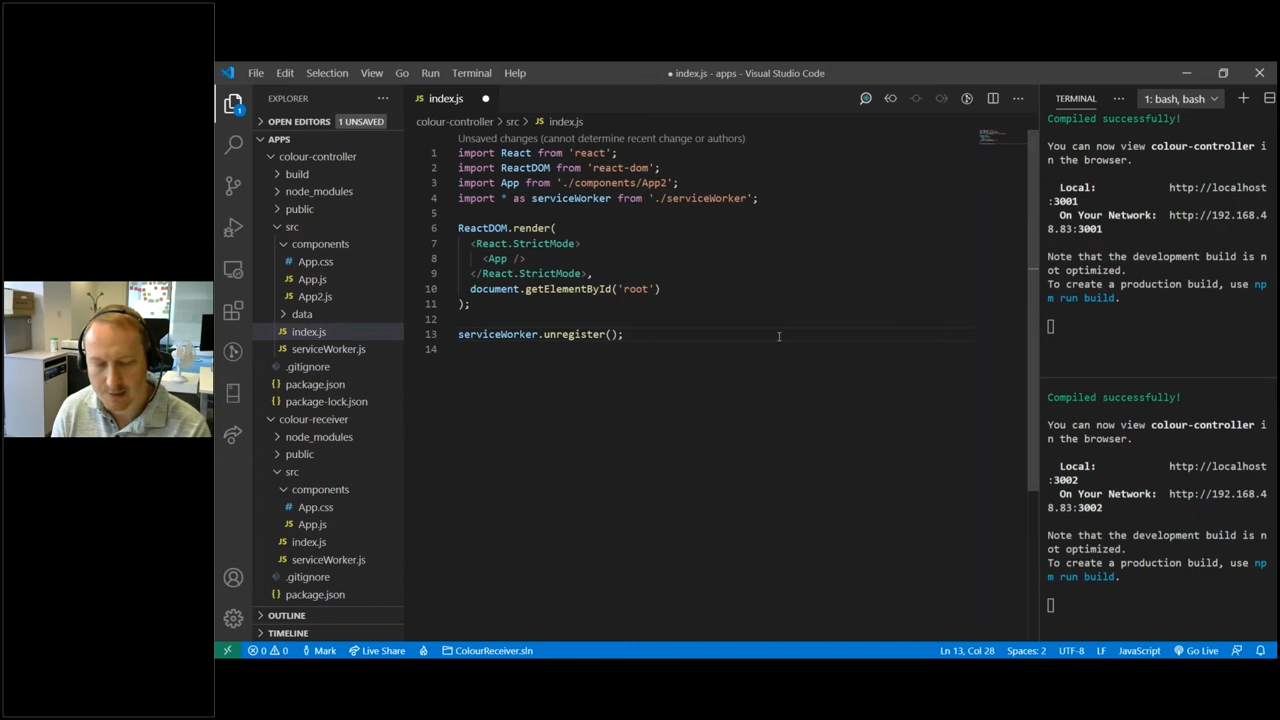 File Edit Selection View Go Run Terminal Help
● index.js - apps - Visual Studio Code
EXPLORER
OPEN EDITORS 1 UNSAVED
APPS
colour-controller
build
node_modules
public
src
components
# App.css
JS App.js
JS App2.js
data
JS index.js
JS serviceWorker.js
.gitignore
{} package.json
{} package-lock.json
colour-receiver
node_modules
public
src
components
# App.css
JS App.js
JS index.js
JS serviceWorker.js
.gitignore
{} package.json
OUTLINE
TIMELINE
1
JS index.js ●
colour-controller > src > JS index.js
Unsaved changes (cannot determine recent change or authors)
1 import React from 'react';
2 import ReactDOM from 'react-dom';
3 import App from './components/App2';
4 import * as serviceWorker from './serviceWorker';
5
6 ReactDOM.render(
7 <React.StrictMode>
8 <App />
9 </React.StrictMode>,
10 document.getElementById('root')
11 );
12
13 serviceWorker.unregister();
14
TERMINAL ··· 1: bash, bash
Compiled successfully!
You can now view colour-controller i
n the browser.
Local: http://localhost
:3001
On Your Network: http://192.168.4
8.83:3001
Note that the development build is n
ot optimized.
To create a production build, use np
m run build.
Compiled successfully!
You can now view colour-controller i
n the browser.
Local: http://localhost
:3002
On Your Network: http://192.168.4
8.83:3002
Note that the development build is n
ot optimized.
To create a production build, use np
m run build.
0 0 Mark Live Share ColourReceiver.sln
Ln 13, Col 28 Spaces: 2 UTF-8 LF JavaScript Go Live